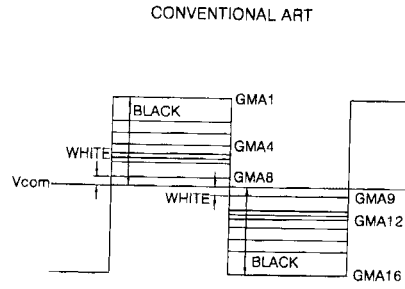 CONVENTIONAL ART
GMA1
BLACK
GMA4
WHITE
GMA8
Vcom
WHITE
GMA9
GMA12
BLACK
GMA16